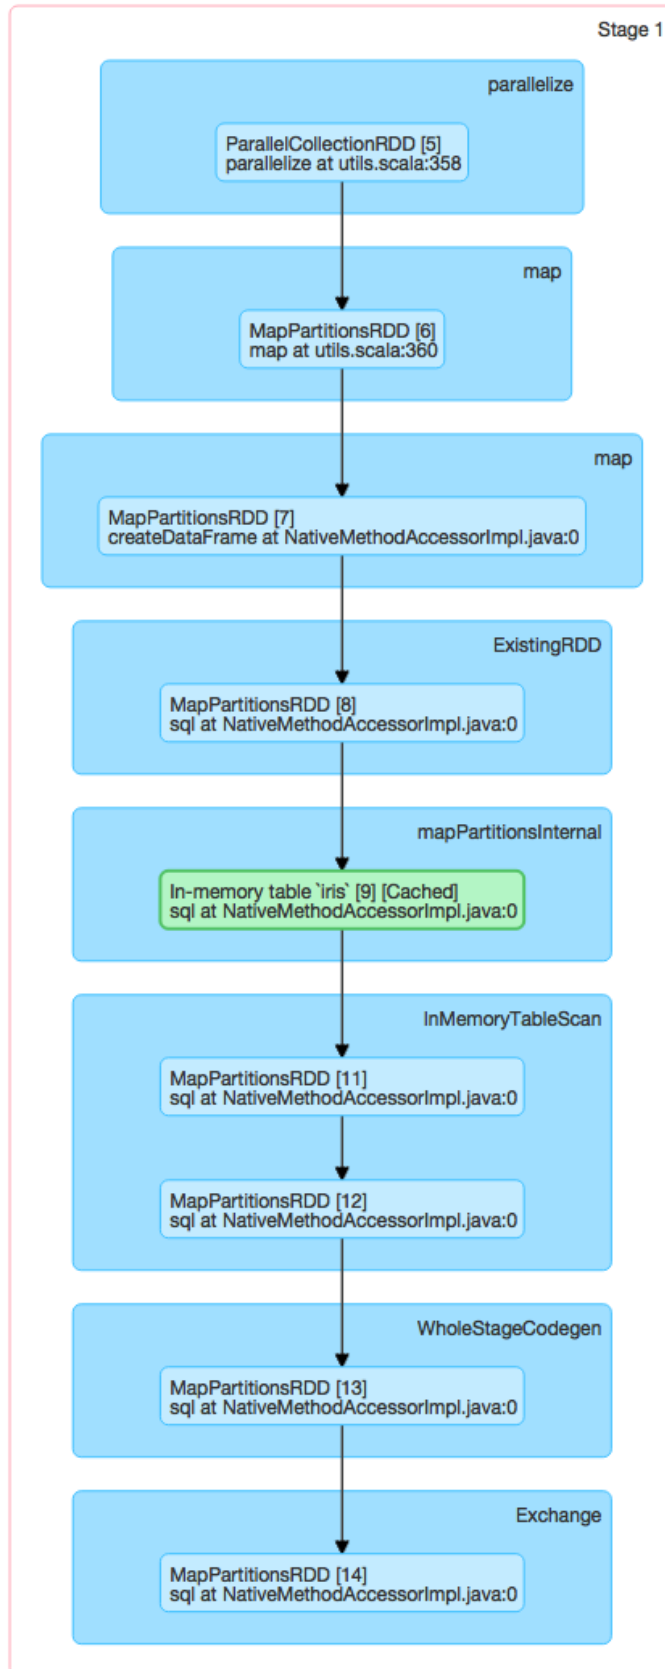 Stage 1
parallelize
ParallelCollectionRDD [5]
parallelize at utils.scala:358
map
MapPartitionsRDD [6]
map at utils.scala:360
map
MapPartitionsRDD [7]
createDataFrame at NativeMethodAccessorImpl.java:0
ExistingRDD
MapPartitionsRDD [8]
sql at NativeMethodAccessorImpl.java:0
mapPartitionsInternal
In-memory table `iris` [9] [Cached]
sql at NativeMethodAccessorImpl.java:0
InMemoryTableScan
MapPartitionsRDD [11]
sql at NativeMethodAccessorImpl.java:0
MapPartitionsRDD [12]
sql at NativeMethodAccessorImpl.java:0
WholeStageCodegen
MapPartitionsRDD [13]
sql at NativeMethodAccessorImpl.java:0
Exchange
MapPartitionsRDD [14]
sql at NativeMethodAccessorImpl.java:0